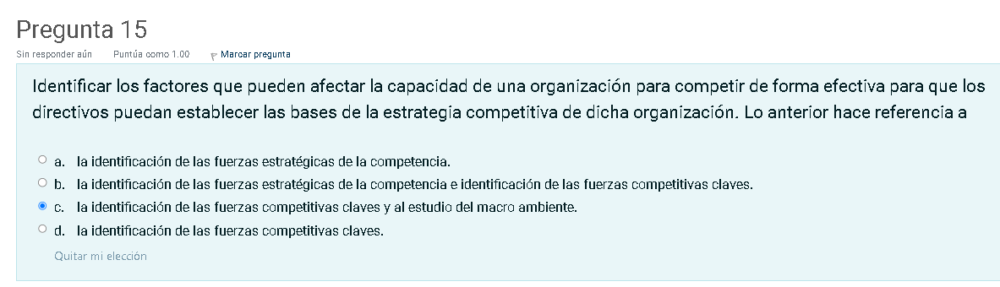 Pregunta 15
Sin responder aún Puntúa como 1.00 Marcar pregunta
Identificar los factores que pueden afectar la capacidad de una organización para competir de forma efectiva para que los
directivos puedan establecer las bases de la estrategia competitiva de dicha organización. Lo anterior hace referencia a
a. la identificación de las fuerzas estratégicas de la competencia.
b. la identificación de las fuerzas estratégicas de la competencia e identificación de las fuerzas competitivas claves.
c. la identificación de las fuerzas competitivas claves y al estudio del macro ambiente.
d. la identificación de las fuerzas competitivas claves.
Quitar mi elección